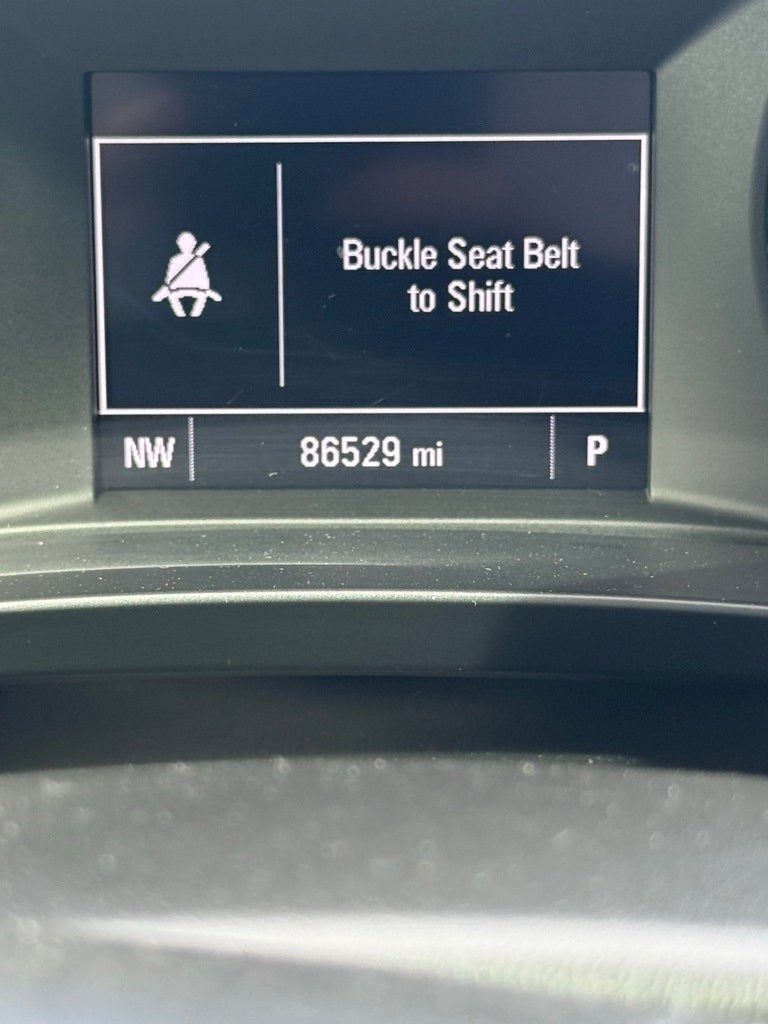 Buckle Seat Belt
to Shift
NW 86529 mi P